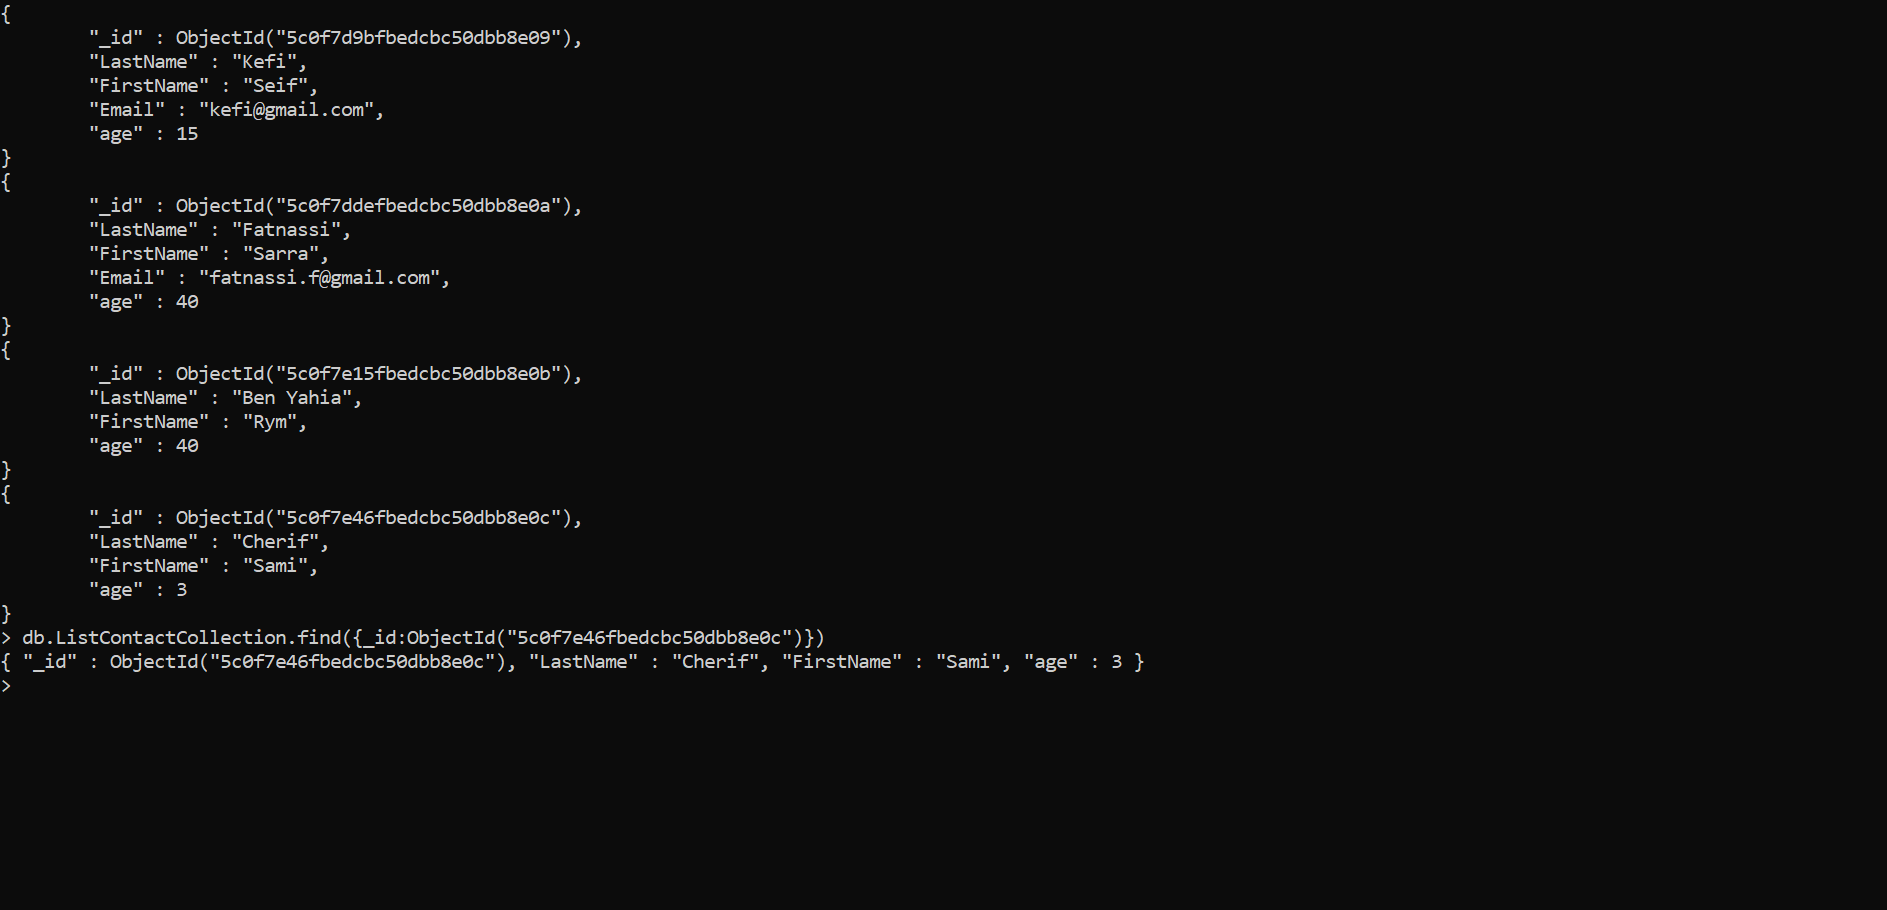 {
        "_id" : ObjectId("5c0f7d9bfbedcbc50dbb8e09"),
        "LastName" : "Kefi",
        "FirstName" : "Seif",
        "Email" : "kefi@gmail.com",
        "age" : 15
}
{
        "_id" : ObjectId("5c0f7ddefbedcbc50dbb8e0a"),
        "LastName" : "Fatnassi",
        "FirstName" : "Sarra",
        "Email" : "fatnassi.f@gmail.com",
        "age" : 40
}
{
        "_id" : ObjectId("5c0f7e15fbedcbc50dbb8e0b"),
        "LastName" : "Ben Yahia",
        "FirstName" : "Rym",
        "age" : 40
}
{
        "_id" : ObjectId("5c0f7e46fbedcbc50dbb8e0c"),
        "LastName" : "Cherif",
        "FirstName" : "Sami",
        "age" : 3
}
> db.ListContactCollection.find({_id:ObjectId("5c0f7e46fbedcbc50dbb8e0c")})
{ "_id" : ObjectId("5c0f7e46fbedcbc50dbb8e0c"), "LastName" : "Cherif", "FirstName" : "Sami", "age" : 3 }
>